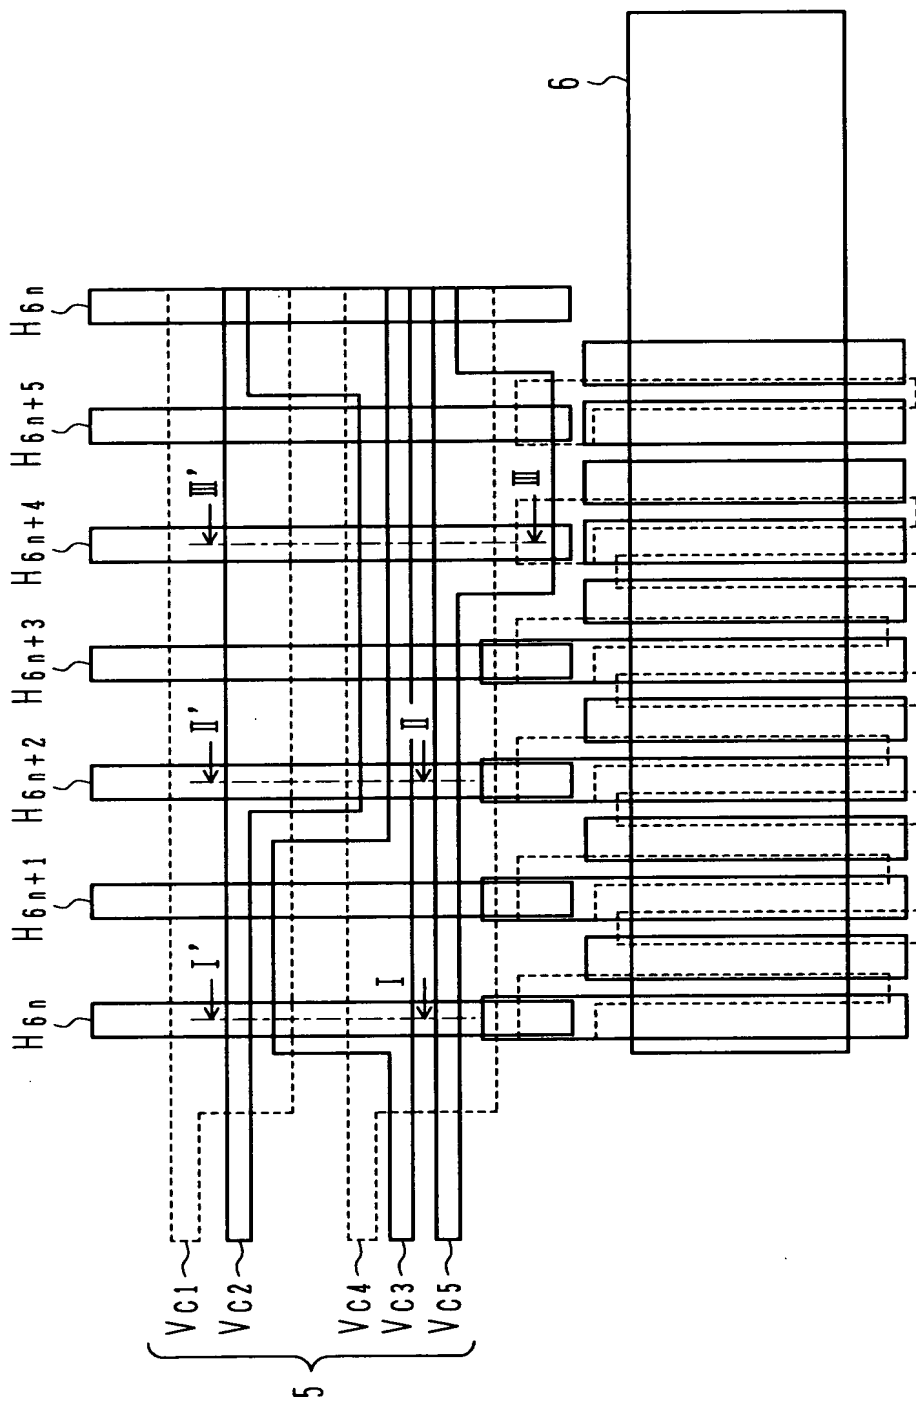 H6n
H6n+1
H6n+2
H6n+3
H6n+4
H6n+5
H6n
I'
II'
III'
I
II
III
VC1
VC2
VC4
VC3
VC5
5
6